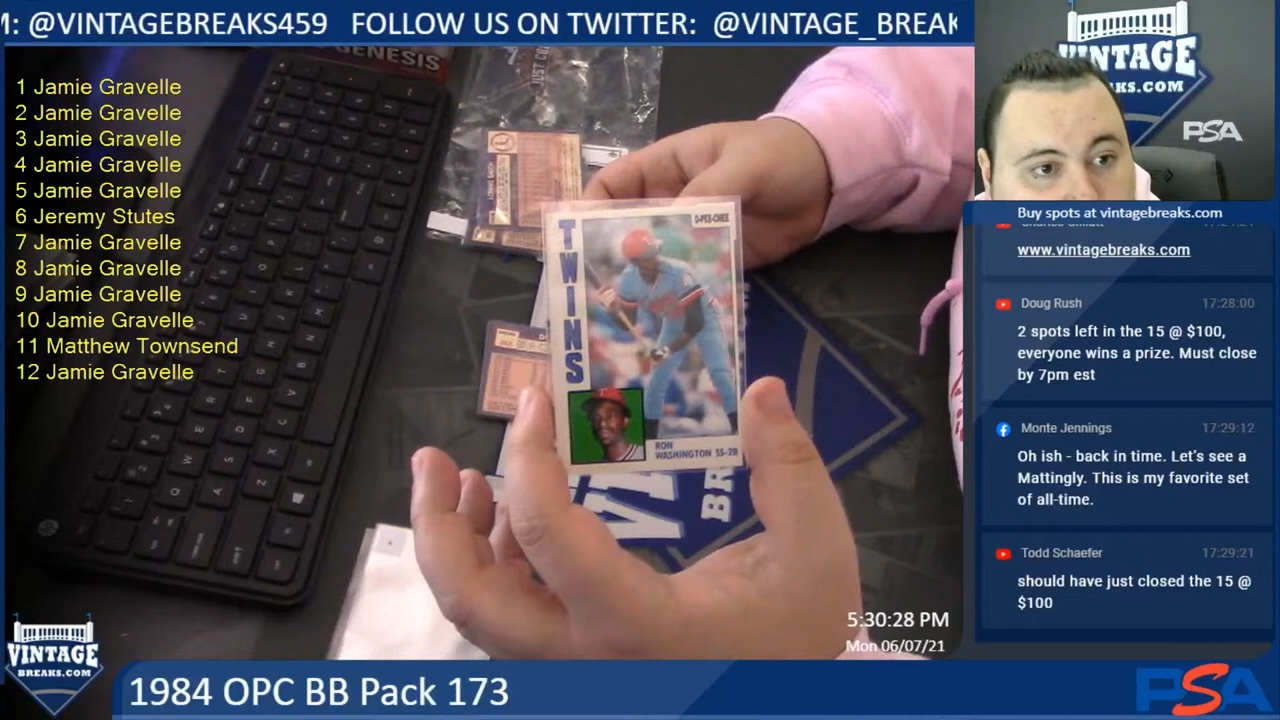 M: @VINTAGEBREAKS459 FOLLOW US ON TWITTER: @VINTAGE_BREAK
GENESIS
JUST
1 Jamie Gravelle
2 Jamie Gravelle
3 Jamie Gravelle
4 Jamie Gravelle
5 Jamie Gravelle
6 Jeremy Stutes
7 Jamie Gravelle
8 Jamie Gravelle
9 Jamie Gravelle
10 Jamie Gravelle
11 Matthew Townsend
12 Jamie Gravelle
O-PEE-CHEE
TWINS
RON
WASHINGTON SS-2B
BR
VINTAGE
BREAKS.COM
PSA
Buy spots at vintagebreaks.com
www.vintagebreaks.com
Doug Rush 17:28:00
2 spots left in the 15 @ $100,
everyone wins a prize. Must close
by 7pm est
Monte Jennings 17:29:12
Oh ish - back in time. Let's see a
Mattingly. This is my favorite set
of all-time.
Todd Schaefer 17:29:21
should have just closed the 15 @
$100
5:30:28 PM
Mon 06/07/21
VINTAGE
BREAKS.COM
1984 OPC BB Pack 173
PSA